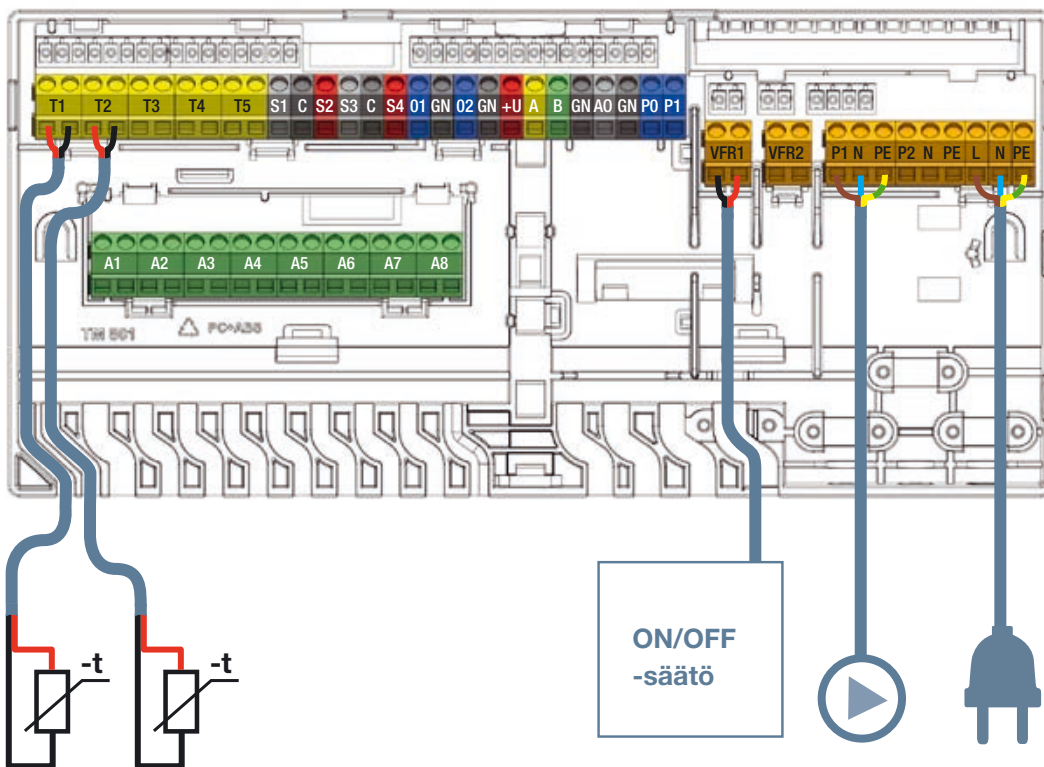 T1 T2 T3 T4 T5 S1 C S2 S3 C S4 01 GN 02 GN +U A B GN AO GN P0 P1
VFR1 VFR2 P1 N PE P2 N PE L N PE
A1 A2 A3 A4 A5 A6 A7 A8
TM 501 PC+ABS
ON/OFF
-säätö
-t -t